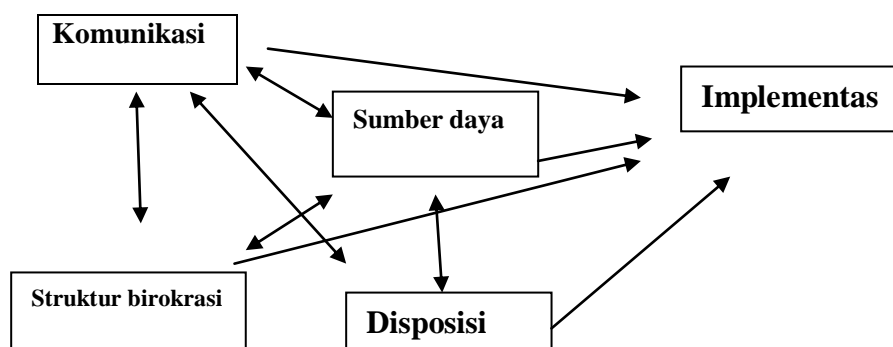 Komunikasi
Sumber daya
Implementas
Struktur birokrasi
Disposisi